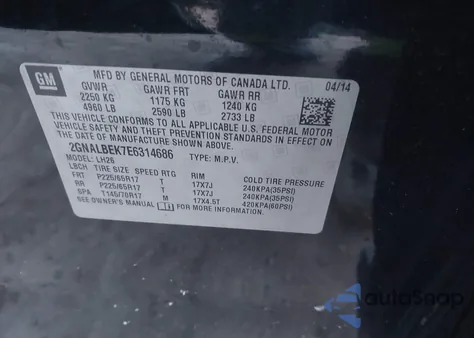 GM
MFD BY GENERAL MOTORS OF CANADA LTD. 04/14
GVWR GAWR FRT GAWR RR
2250 KG 1175 KG 1240 KG
4960 LB 2590 LB 2733 LB
THIS VEHICLE CONFORMS TO ALL APPLICABLE U.S. FEDERAL MOTOR
VEHICLE SAFETY, BUMPER, AND THEFT PREVENTION STANDARDS IN
EFFECT ON THE DATE OF MANUFACTURE SHOWN ABOVE.
2GNALBEK7E6314686 TYPE: M.P.V.
MODEL: LH26
LBCH TIRE SIZE SPEED RTG RIM COLD TIRE PRESSURE
FRT P225/65R17 T 17X7J 240KPA(35PSI)
RR P225/65R17 T 17X7J 240KPA(35PSI)
SPA T145/70R17 M 17X4.5T 420KPA(60PSI)
SEE OWNER'S MANUAL FOR MORE INFORMATION.
autoSnap